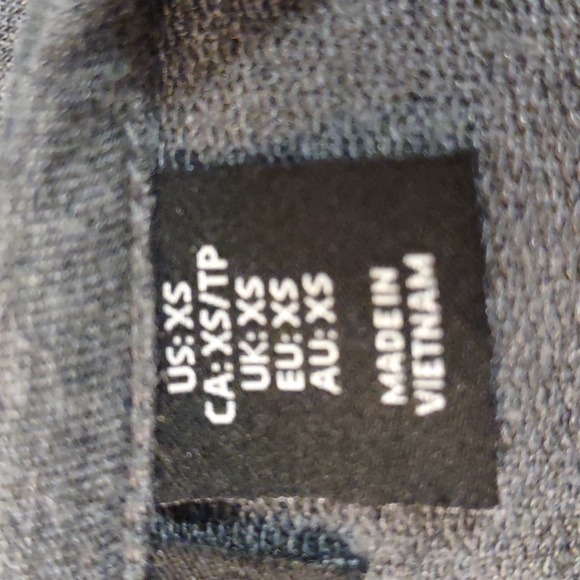 US: XS
CA: XS/TP
UK: XS
EU: XS
AU: XS
MADE IN
VIETNAM